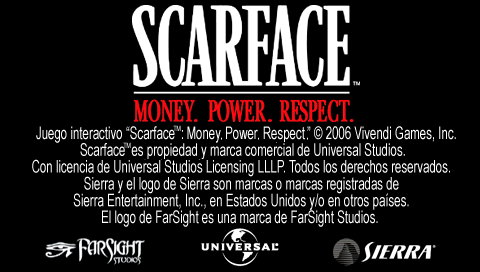 SCARFACE™
MONEY. POWER. RESPECT.
Juego interactivo “Scarface™: Money. Power. Respect.” © 2006 Vivendi Games, Inc.
Scarface™es propiedad y marca comercial de Universal Studios.
Con licencia de Universal Studios Licensing LLLP. Todos los derechos reservados.
Sierra y el logo de Sierra son marcas o marcas registradas de
Sierra Entertainment, Inc., en Estados Unidos y/o en otros países.
El logo de FarSight es una marca de FarSight Studios.
FARSIGHT
STUDIOS
UNIVERSAL
SIERRA